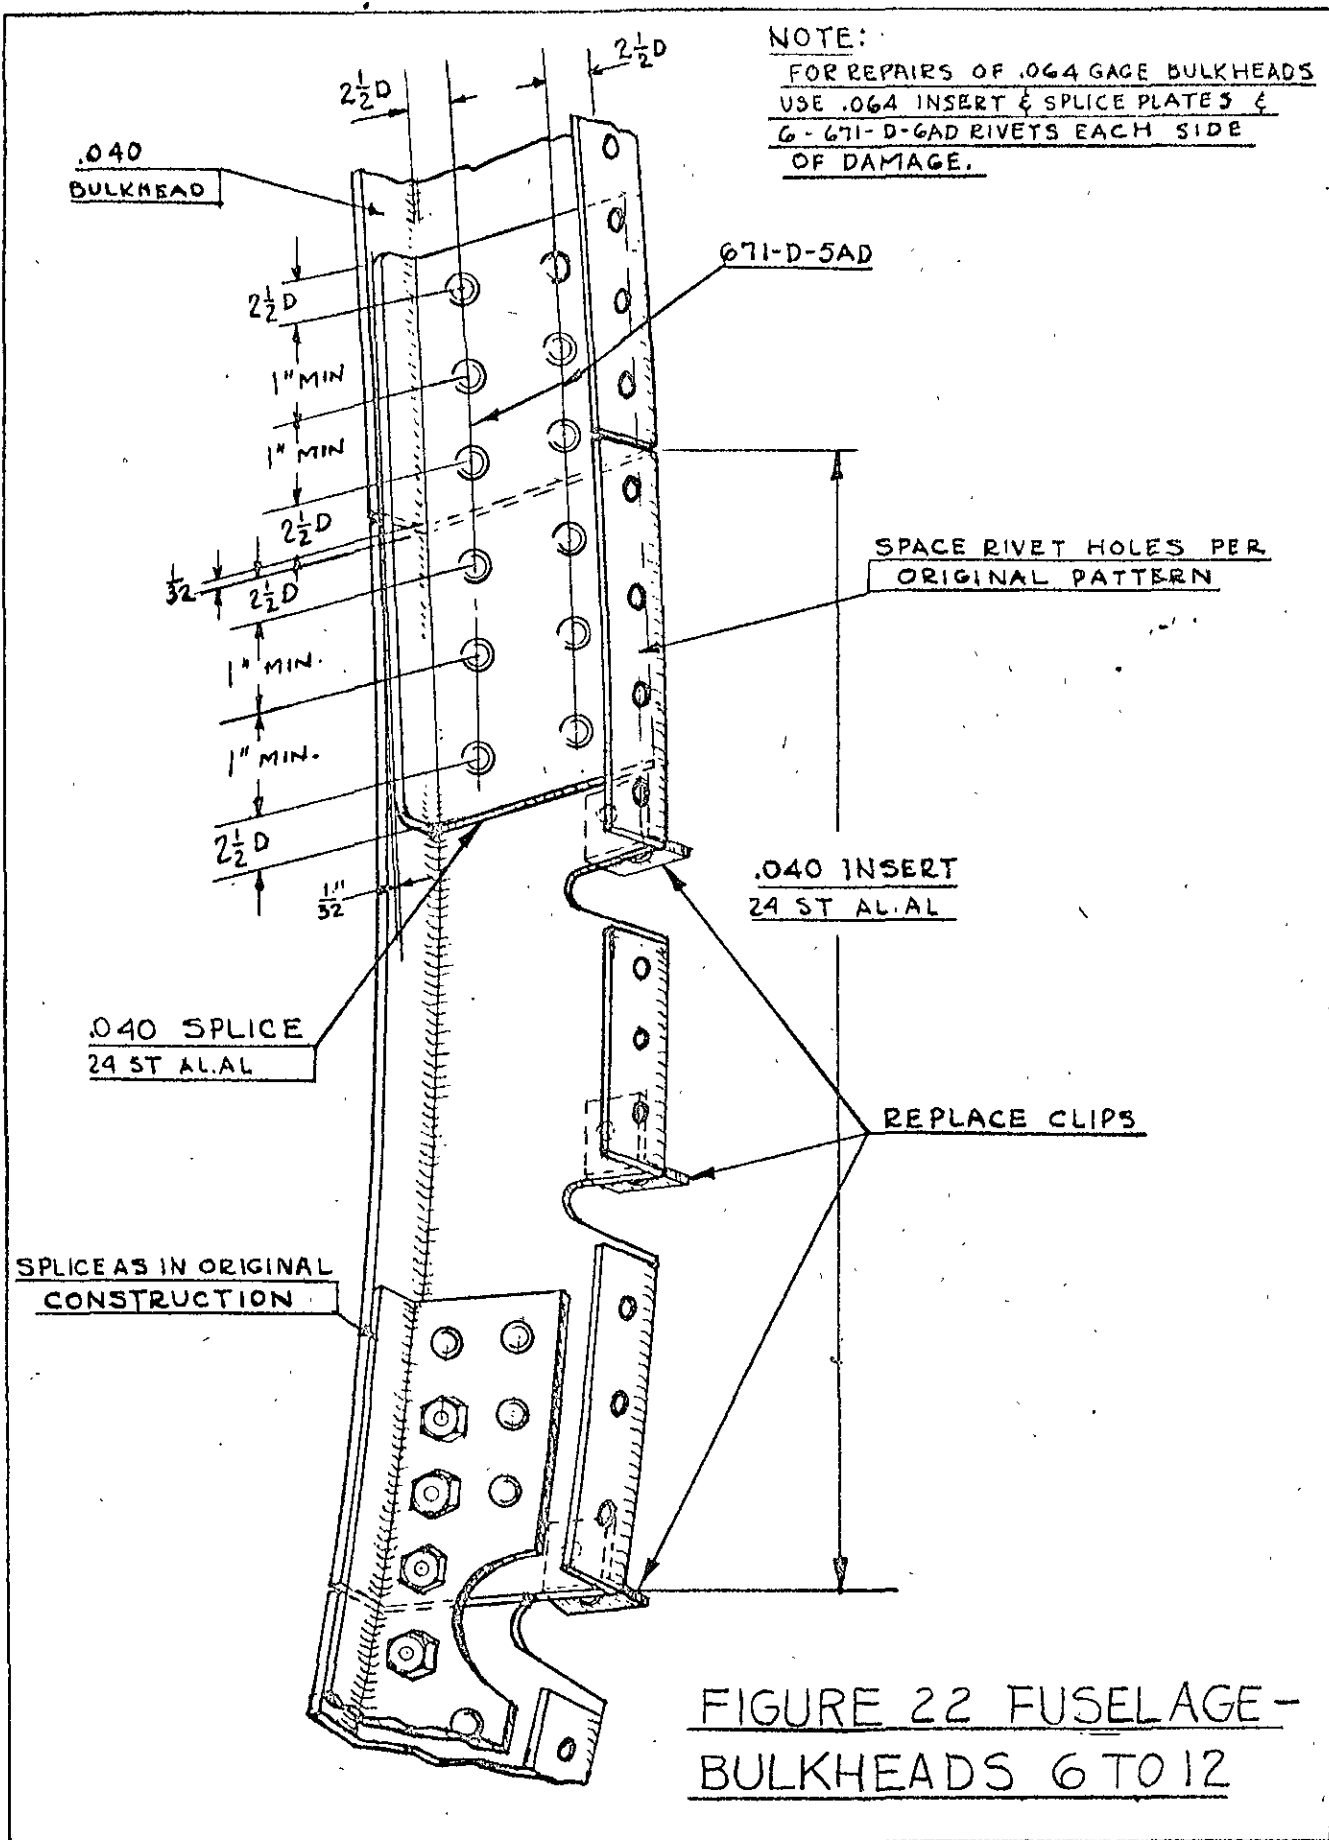 NOTE:
FOR REPAIRS OF .064 GAGE BULKHEADS
USE .064 INSERT & SPLICE PLATES &
6-671-D-6AD RIVETS EACH SIDE
OF DAMAGE.
2½D
2½D
.040
BULKHEAD
671-D-5AD
2½D
1" MIN
1" MIN
2½D
1/32
2½D
1" MIN.
1" MIN.
2½D
1/32"
SPACE RIVET HOLES PER
ORIGINAL PATTERN
.040 INSERT
24 ST AL.AL
.040 SPLICE
24 ST AL.AL
REPLACE CLIPS
SPLICE AS IN ORIGINAL
CONSTRUCTION
FIGURE 22 FUSELAGE-
BULKHEADS 6 TO 12